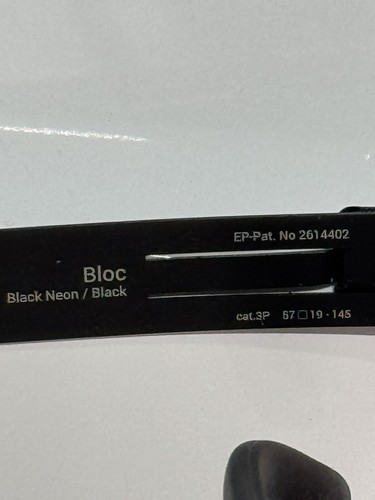 EP-Pat. No 2614402
Bloc
Black Neon / Black
cat.3P 57□19-145